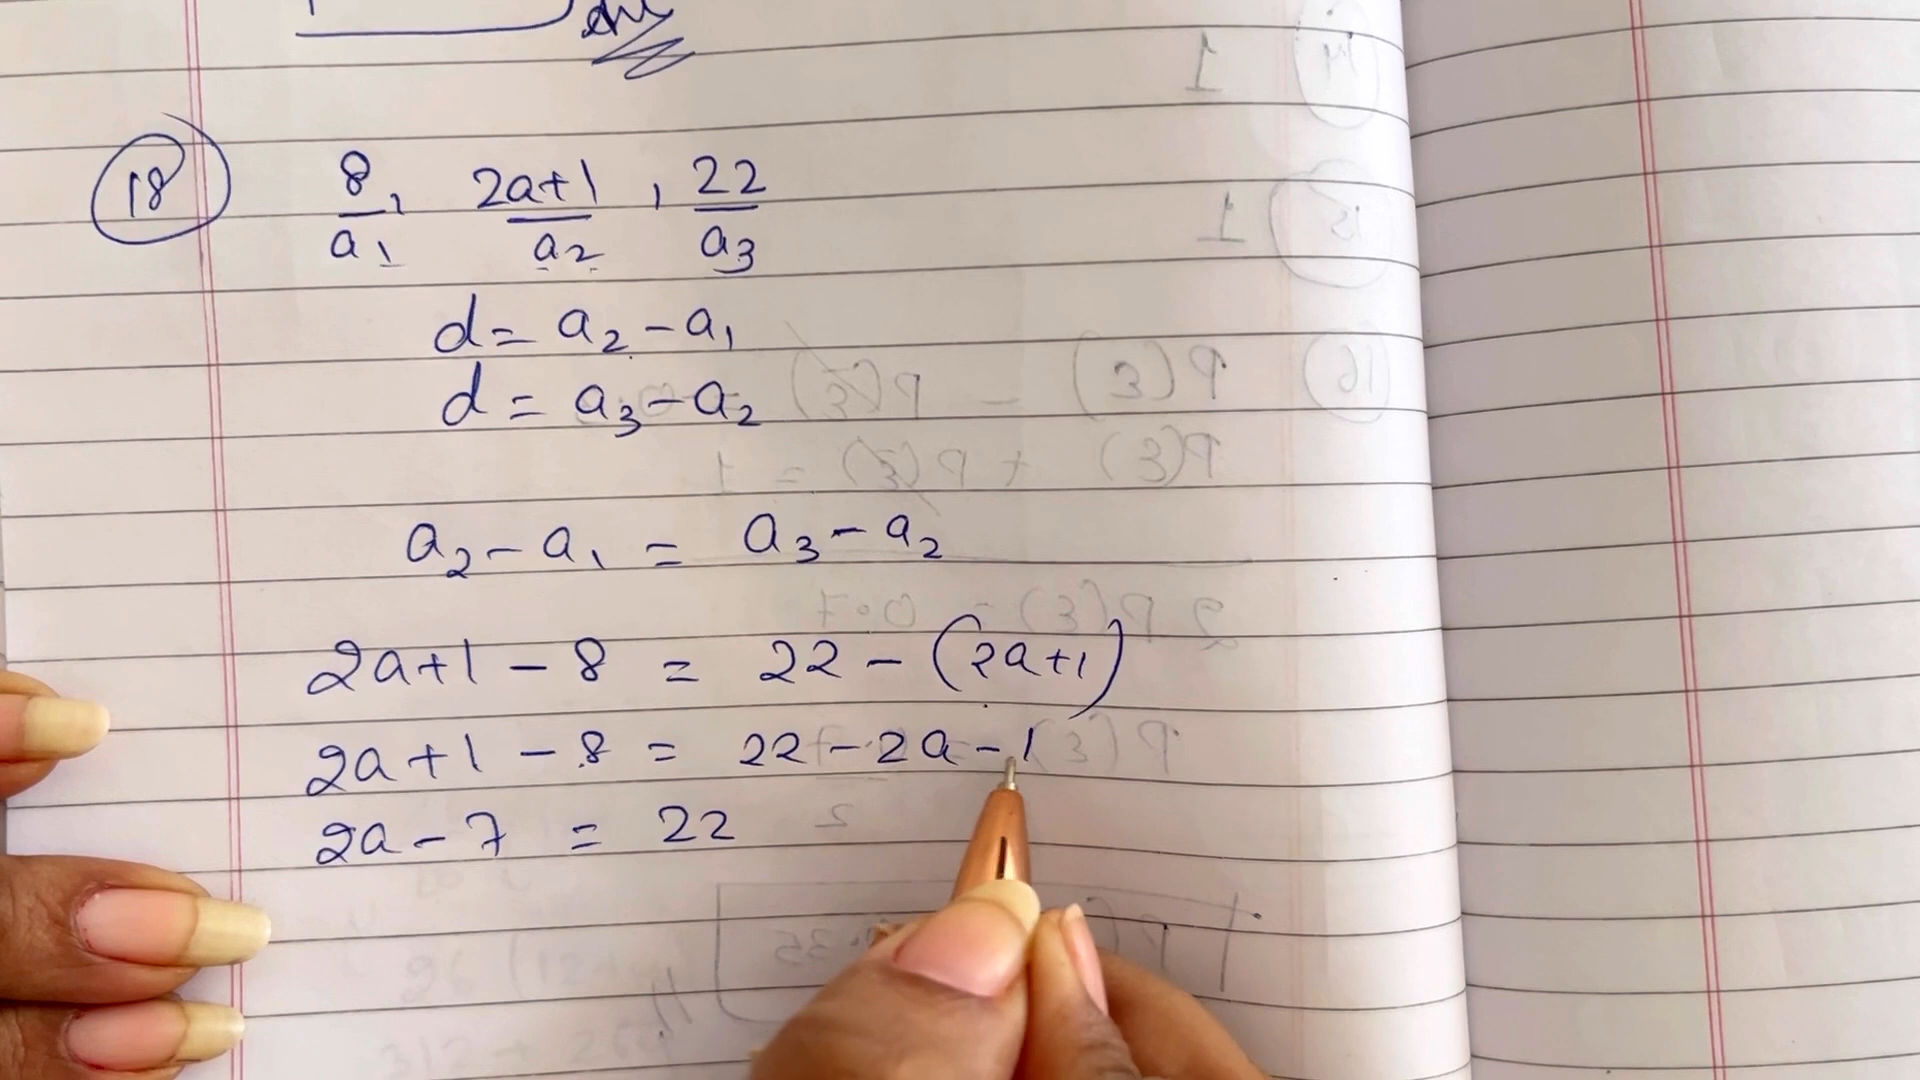 Ans
18 8, 2a+1, 22
a1 a2 a3
d = a2 - a1
d = a3 - a2
a2 - a1 = a3 - a2
2a+1 - 8 = 22 - (2a+1)
2a+1 - 8 = 22 - 2a - 1
2a - 7 = 22